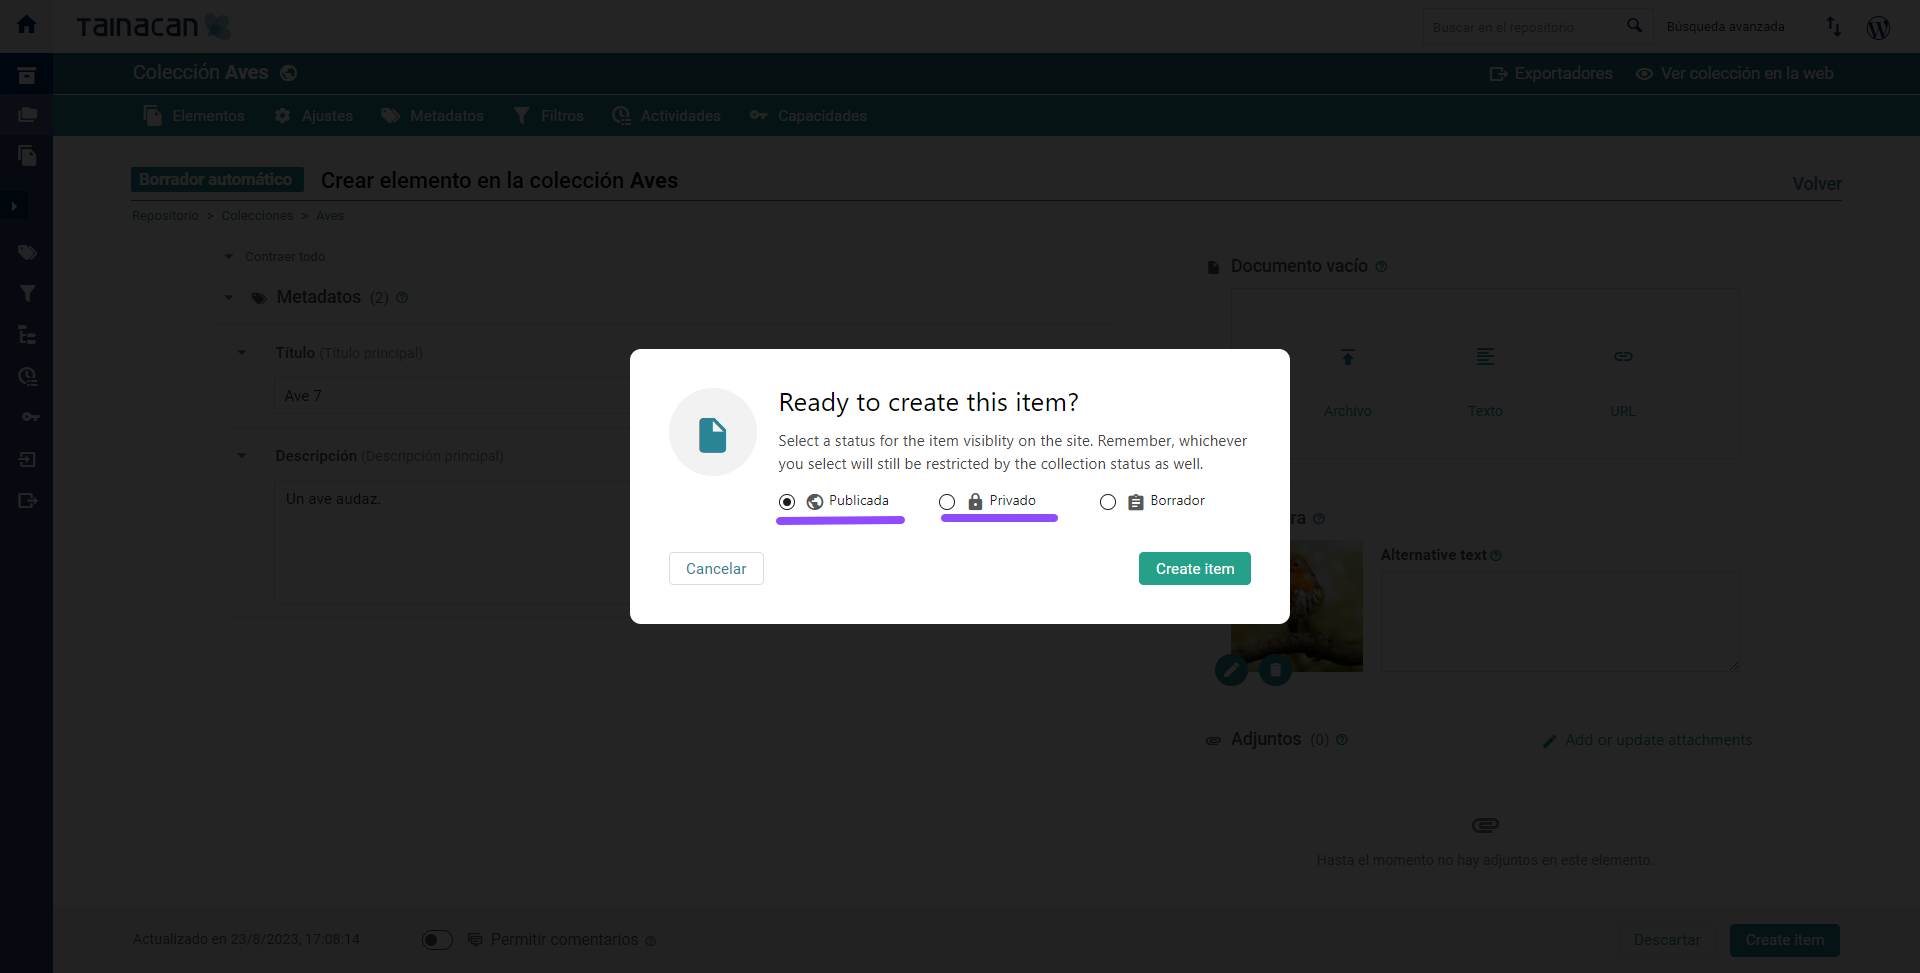 Tainacan
Buscar en el repositorio
Búsqueda avanzada
Colección Aves
Exportadores
Ver colección en la web
Elementos
Ajustes
Metadatos
Filtros
Actividades
Capacidades
Borrador automático
Crear elemento en la colección Aves
Volver
Repositorio > Colecciones > Aves
Contraer todo
Documento vacío
Metadatos (2)
Título (Título principal)
Ave 7
Archivo
Texto
URL
Descripción (Descripción principal)
Un ave audaz.
Ready to create this item?
Select a status for the item visiblity on the site. Remember, whichever
you select will still be restricted by the collection status as well.
Publicada
Privado
Borrador
Cancelar
Create item
ra
Alternative text
Adjuntos (0)
Add or update attachments
Hasta el momento no hay adjuntos en este elemento.
Actualizado en 23/8/2023, 17:08:14
Permitir comentarios
Descartar
Create item